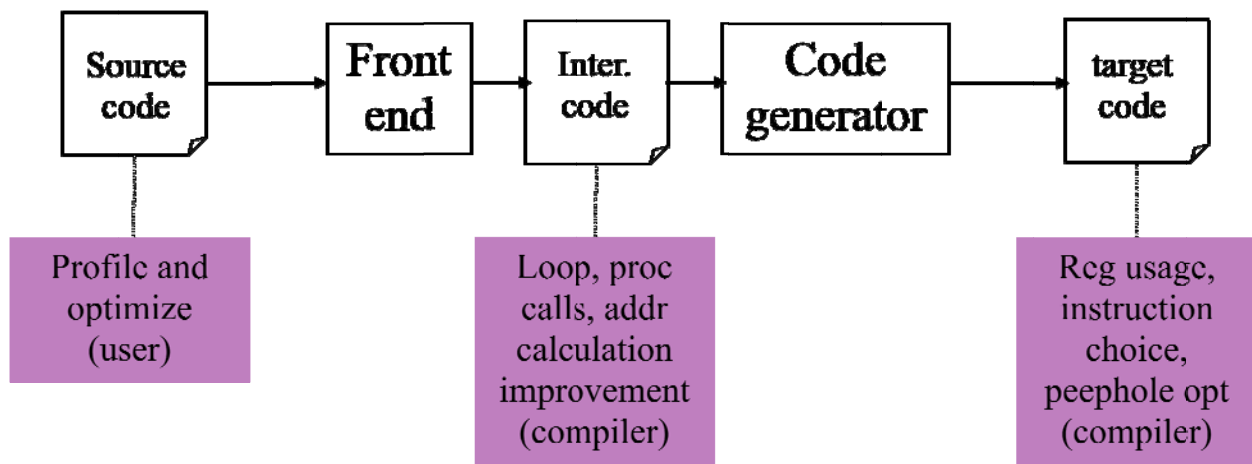 Source
code
Front
end
Inter.
code
Code
generator
target
code
Profile and
optimize
(user)
Loop, proc
calls, addr
calculation
improvement
(compiler)
Reg usage,
instruction
choice,
peephole opt
(compiler)